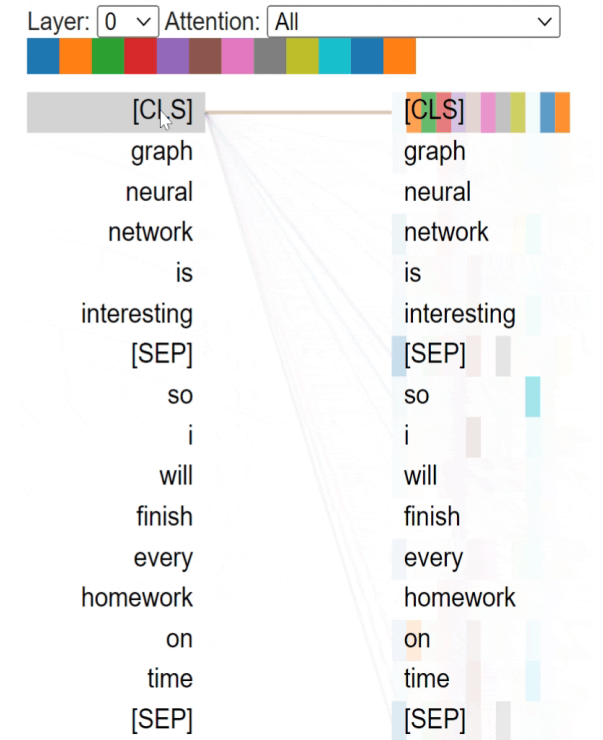 Layer: 0 Attention: All
[CLS] [CLS]
graph graph
neural neural
network network
is is
interesting interesting
[SEP] [SEP]
so so
i i
will will
finish finish
every every
homework homework
on on
time time
[SEP] [SEP]